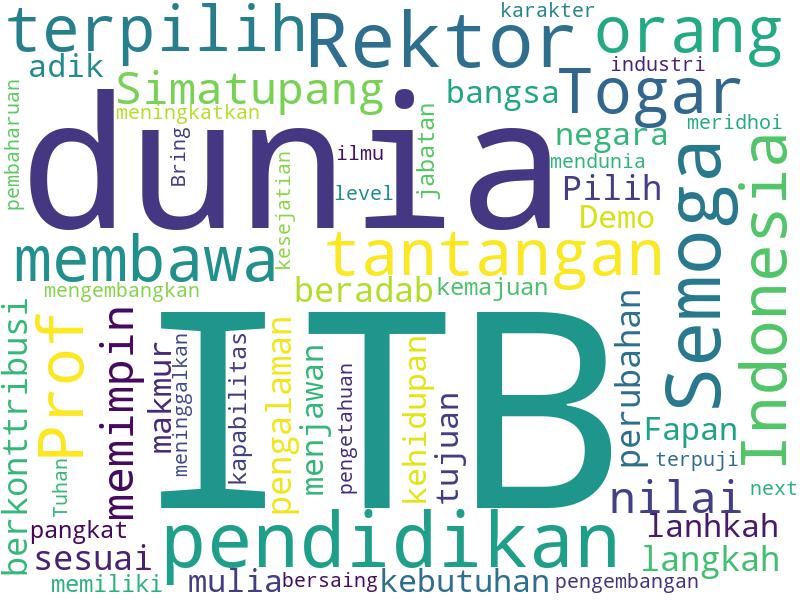 terpilih
Rektor
orang
karakter
adik
Simatupang
industri
bangsa
Togar
meningkatkan
pembaharuan
dunia
Bring
ilmu
level
jabatan
negara
meridhoi
mendunia
Pilih
Demo
Semoga
Indonesia
kesejatian
membawa
tantangan
mengembangkan
beradab
kemajuan
berkonttribusi
Prof
memimpin
makmur
meninggalkan
ITB
kapabilitas
pengalaman
menjawan
pengetahuan
kehidupan
tujuan
perubahan
Fapan
terpuji
Tuhan
nilai
next
pangkat
pendidikan
lanhkah
sesuai
langkah
memiliki
mulia
bersaing
kebutuhan
pengembangan